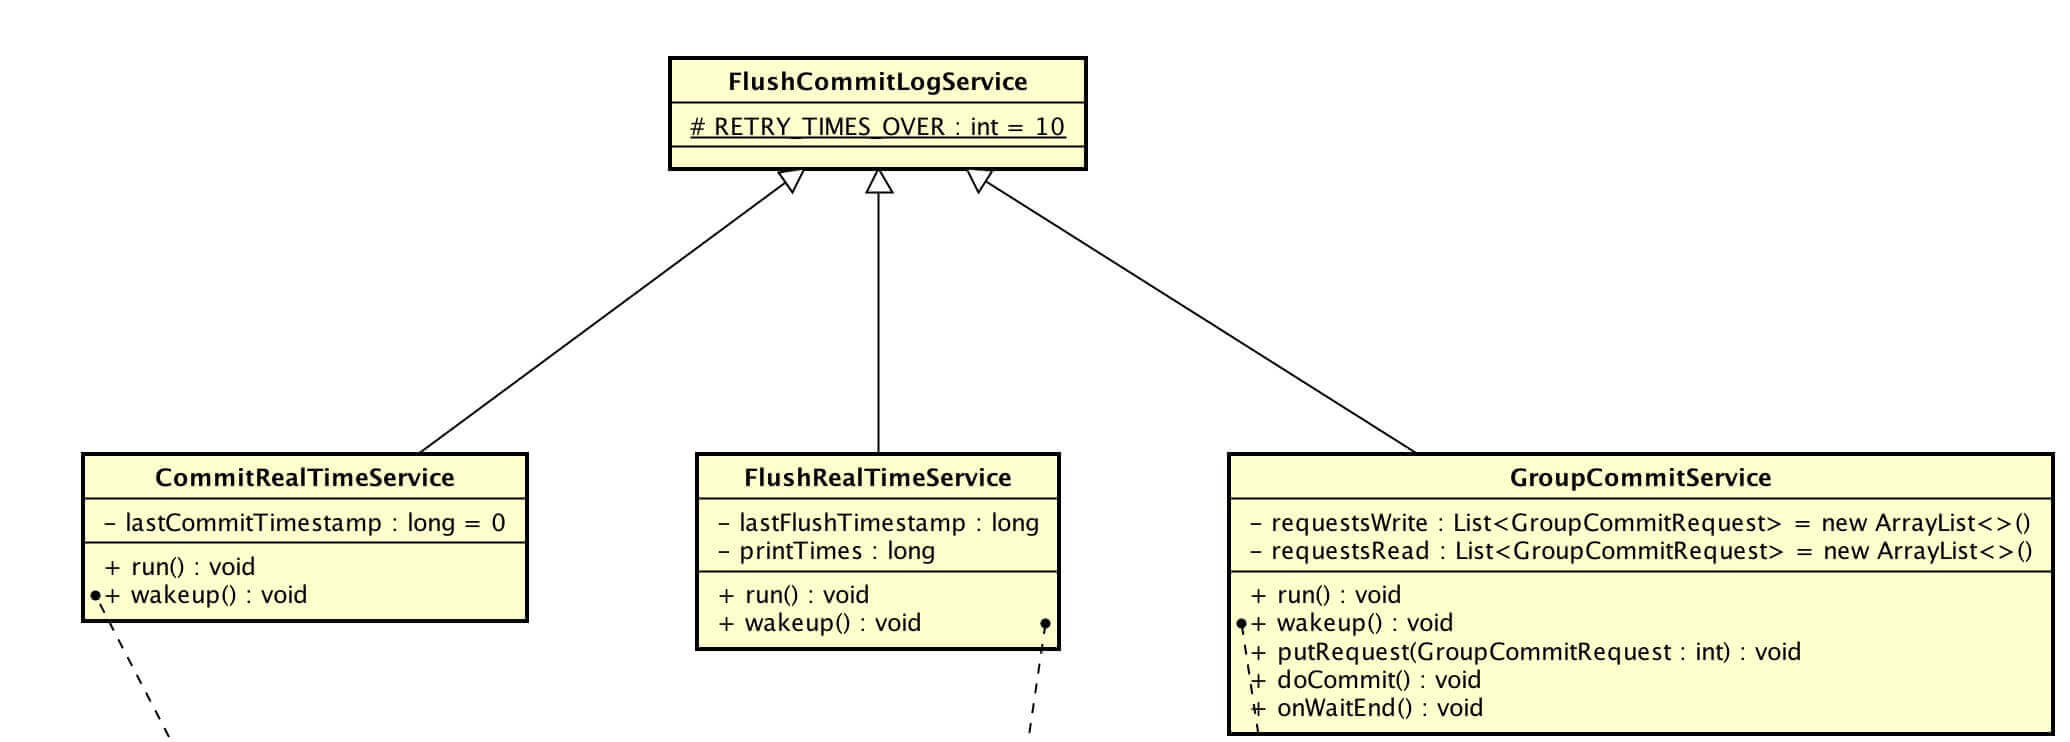 FlushCommitLogService
# RETRY_TIMES_OVER : int = 10
CommitRealTimeService
- lastCommitTimestamp : long = 0
+ run() : void
+ wakeup() : void
FlushRealTimeService
- lastFlushTimestamp : long
- printTimes : long
+ run() : void
+ wakeup() : void
GroupCommitService
- requestsWrite : List<GroupCommitRequest> = new ArrayList<>()
- requestsRead : List<GroupCommitRequest> = new ArrayList<>()
+ run() : void
+ wakeup() : void
+ putRequest(GroupCommitRequest : int) : void
+ doCommit() : void
+ onWaitEnd() : void